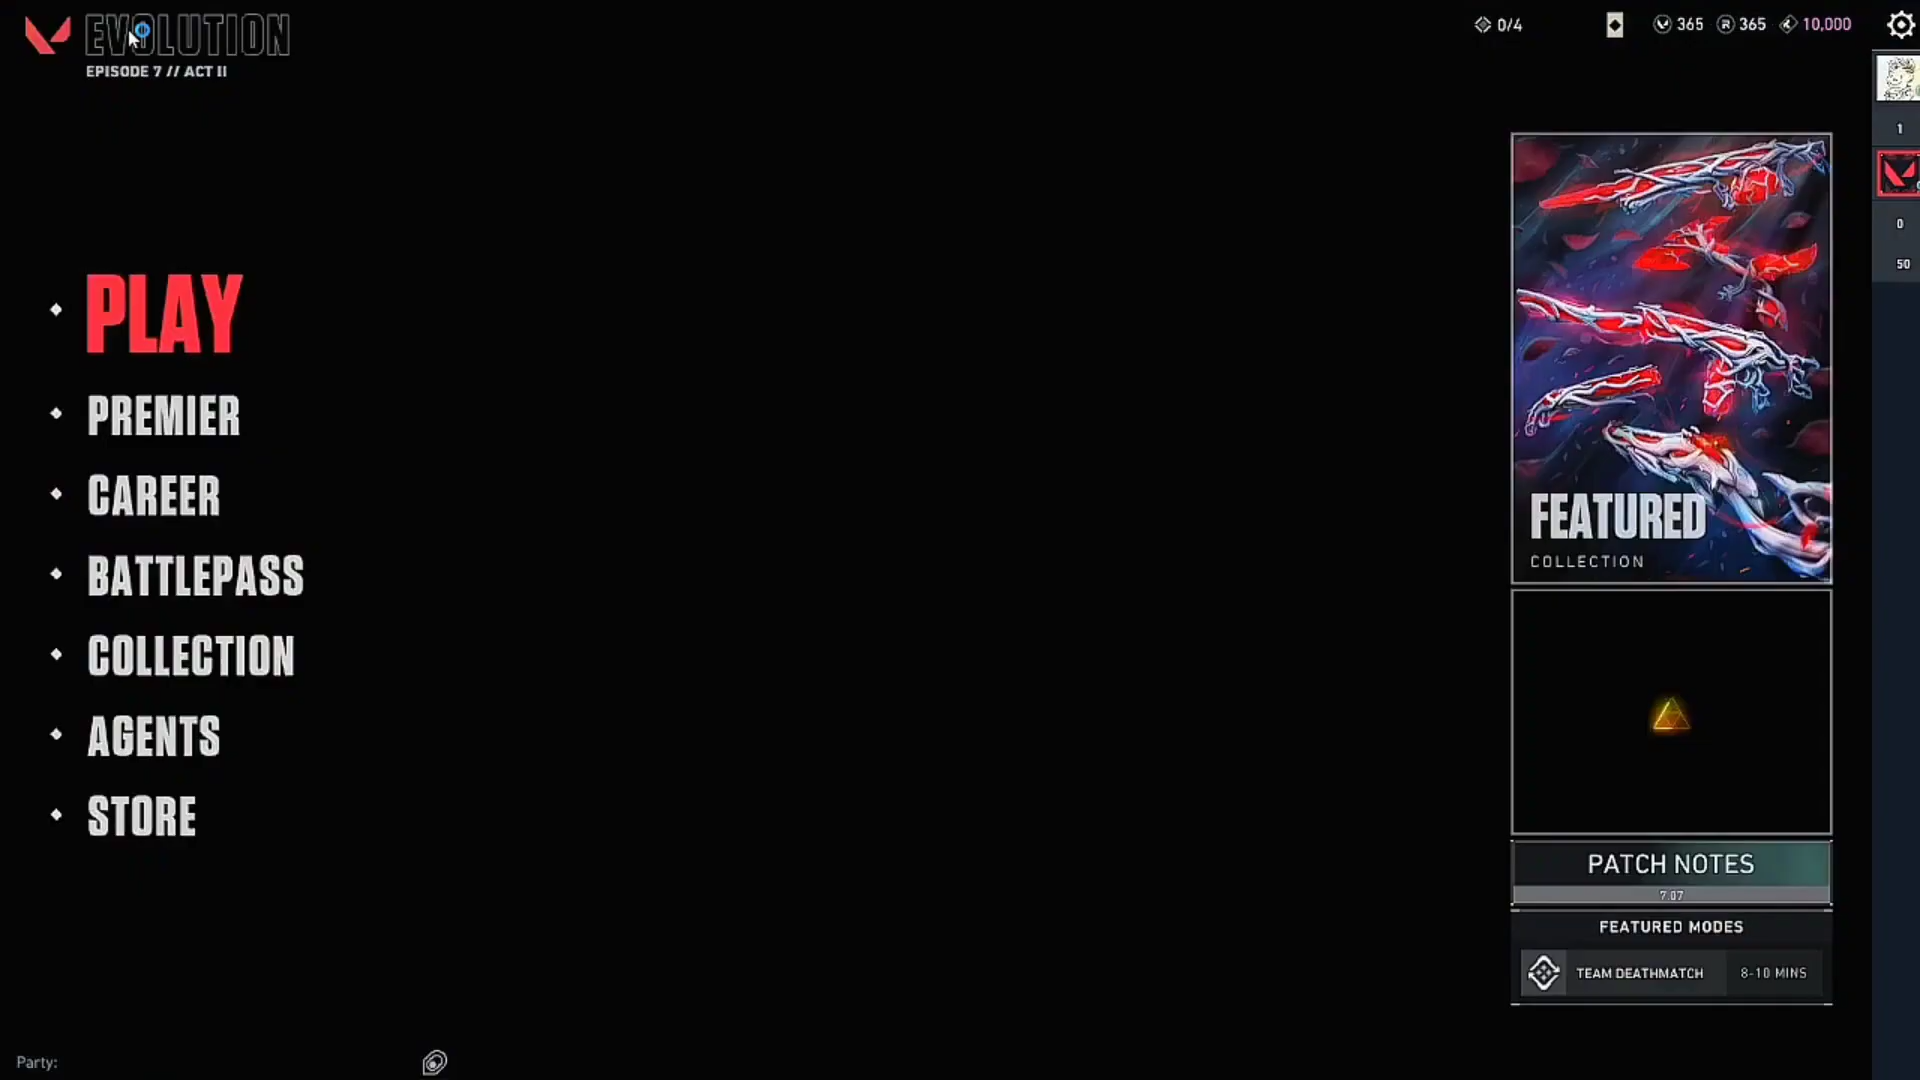 EVOLUTION
EPISODE 7 // ACT II
0/4
365
365
10,000
1
0
50
PLAY
PREMIER
CAREER
BATTLEPASS
COLLECTION
AGENTS
STORE
FEATURED
COLLECTION
PATCH NOTES
7.07
FEATURED MODES
TEAM DEATHMATCH
8-10 MINS
Party: